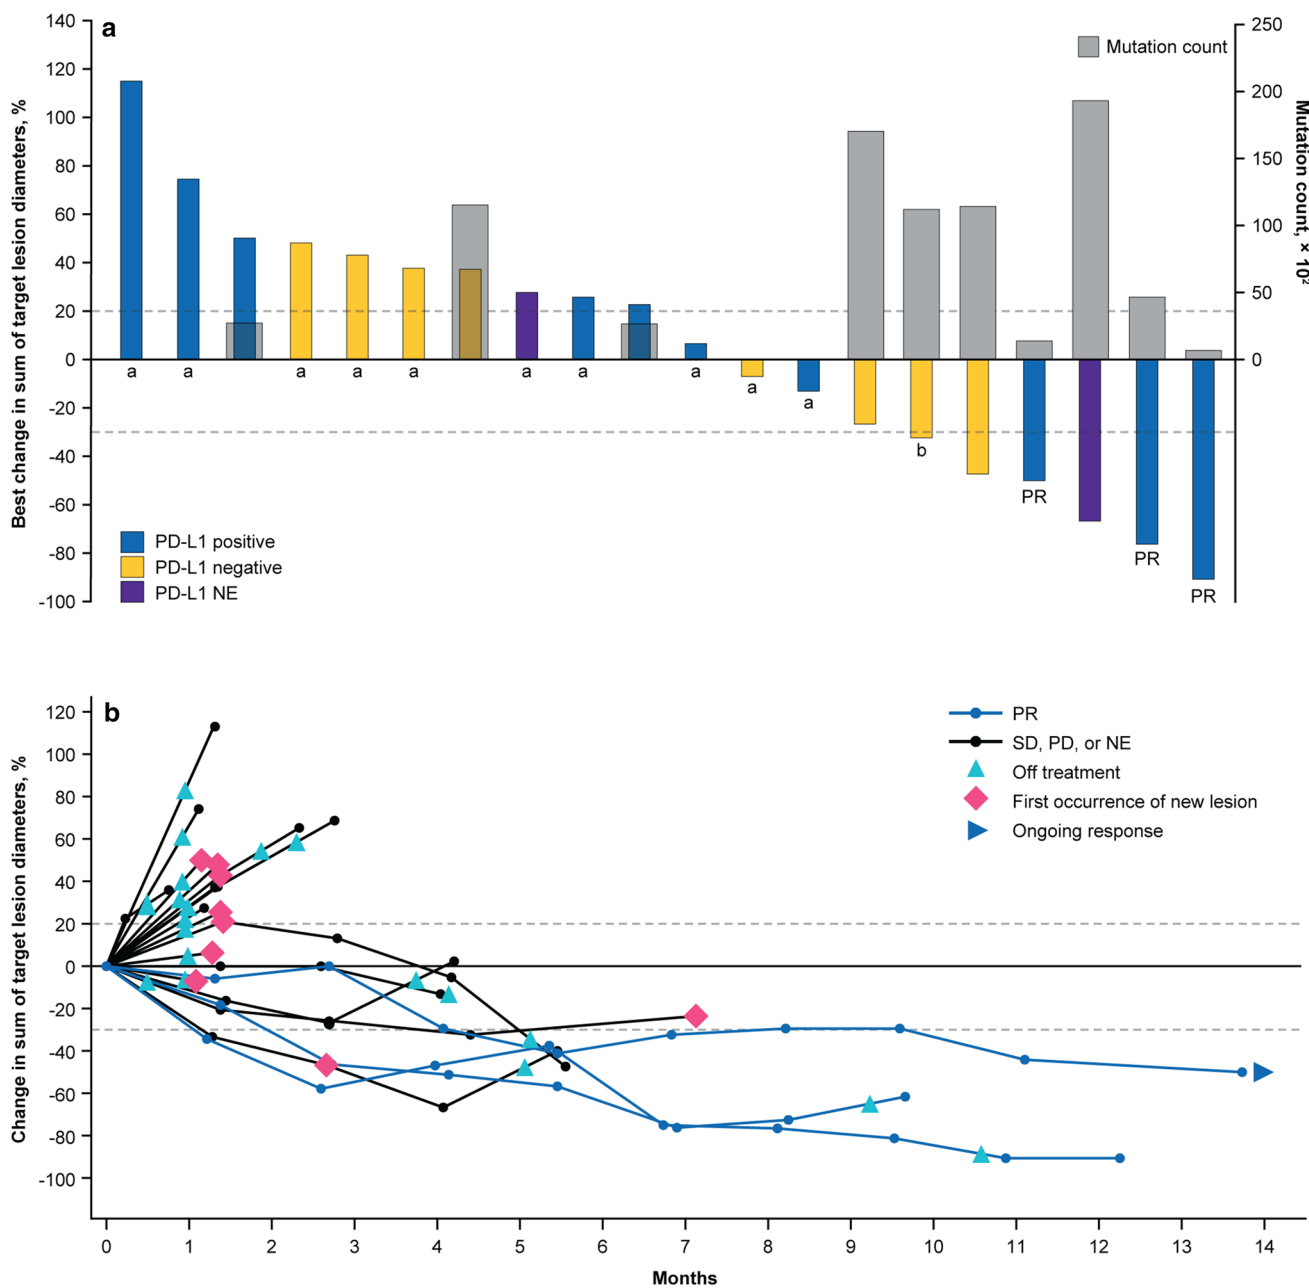 a
140
120
100
80
60
40
20
0
-20
-40
-60
-80
-100
Best change in sum of target lesion diameters, %
Mutation count
250
200
150
100
50
0
Mutation count, × 10²
a a a a a a a a a a
b
PR
PR
PR
PD-L1 positive
PD-L1 negative
PD-L1 NE
b
120
100
80
60
40
20
0
-20
-40
-60
-80
-100
Change in sum of target lesion diameters, %
PR
SD, PD, or NE
Off treatment
First occurrence of new lesion
Ongoing response
0 1 2 3 4 5 6 7 8 9 10 11 12 13 14
Months